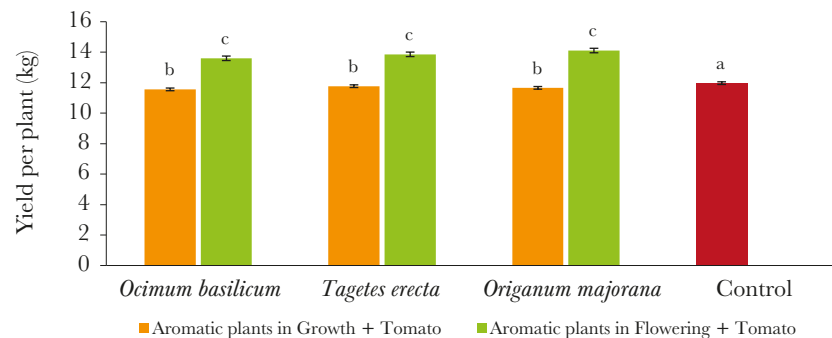 Yield per plant (kg)
16
14
12
10
8
6
4
2
0
b
c
b
c
b
c
a
Ocimum basilicum
Tagetes erecta
Origanum majorana
Control
Aromatic plants in Growth + Tomato
Aromatic plants in Flowering + Tomato